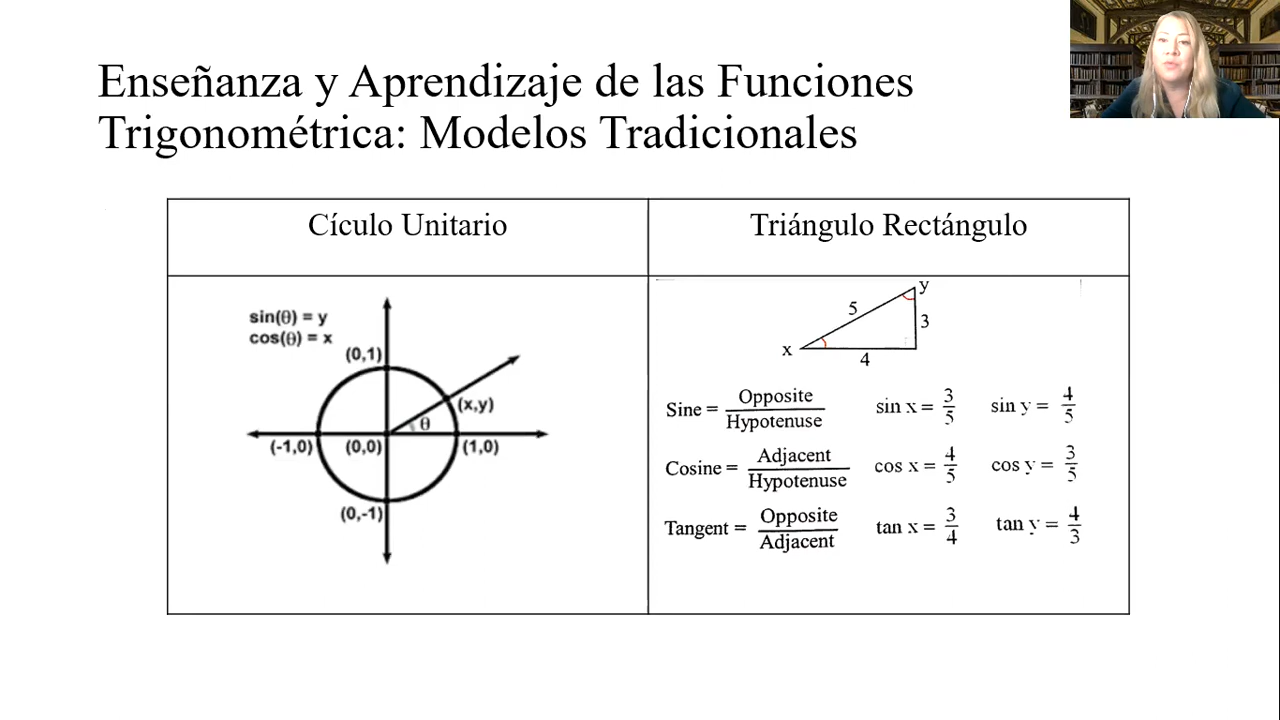 Enseñanza y Aprendizaje de las Funciones
Trigonométrica: Modelos Tradicionales
Cículo Unitario
Triángulo Rectángulo
sin(θ) = y
cos(θ) = x
(0,1)
(x,y)
θ
(-1,0)
(0,0)
(1,0)
(0,-1)
y
5
3
x
4
Sine = Opposite/Hypotenuse sin x = 3/5 sin y = 4/5
Cosine = Adjacent/Hypotenuse cos x = 4/5 cos y = 3/5
Tangent = Opposite/Adjacent tan x = 3/4 tan y = 4/3